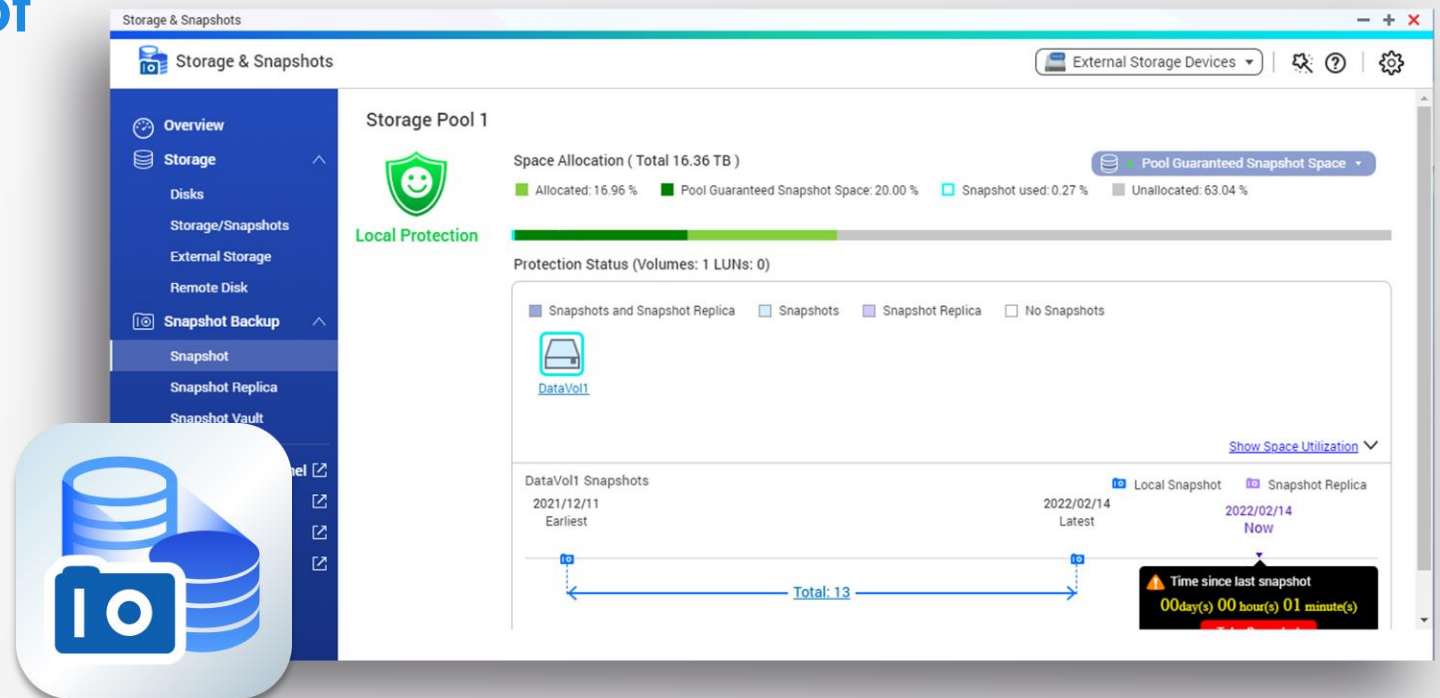 Storage & Snapshots
Storage & Snapshots
External Storage Devices
Overview
Storage
Disks
Storage/Snapshots
External Storage
Remote Disk
Snapshot Backup
Snapshot
Snapshot Replica
Snapshot Vault
Storage Pool 1
Local Protection
Space Allocation ( Total 16.36 TB )
Pool Guaranteed Snapshot Space
Allocated: 16.96 % Pool Guaranteed Snapshot Space: 20.00 % Snapshot used: 0.27 % Unallocated: 63.04 %
Protection Status (Volumes: 1 LUNs: 0)
Snapshots and Snapshot Replica Snapshots Snapshot Replica No Snapshots
DataVol1
Show Space Utilization
DataVol1 Snapshots
Local Snapshot Snapshot Replica
2021/12/11
Earliest
2022/02/14
Latest
2022/02/14
Now
Total: 13
Time since last snapshot
00day(s) 00 hour(s) 01 minute(s)